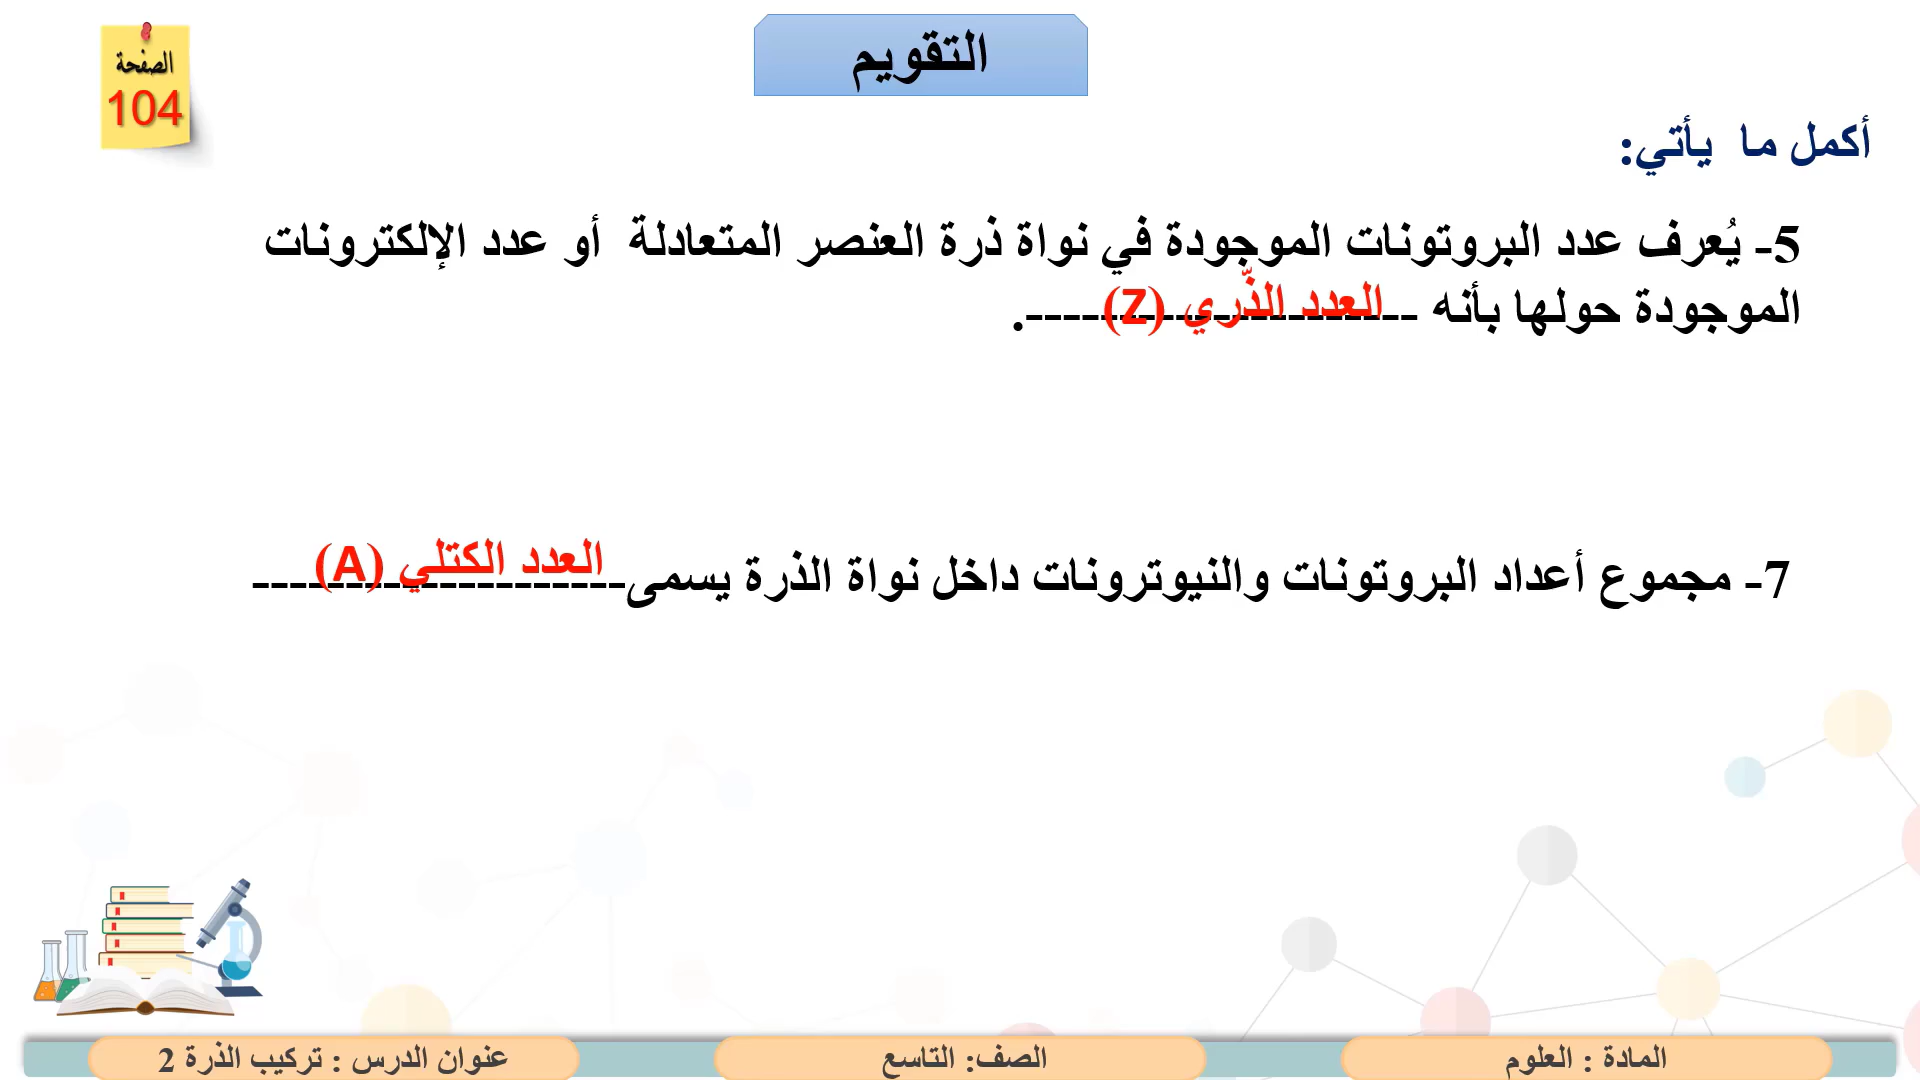 التقويم
الصفحة
104
أكمل ما يأتي:
5- يُعرف عدد البروتونات الموجودة في نواة ذرة العنصر المتعادلة أو عدد الإلكترونات
الموجودة حولها بأنه ---------------------.
العدد الذّري (Z)
7- مجموع أعداد البروتونات والنيوترونات داخل نواة الذرة يسمى--------------------
العدد الكتلي (A)
المادة : العلوم
الصف: التاسع
عنوان الدرس : تركيب الذرة 2